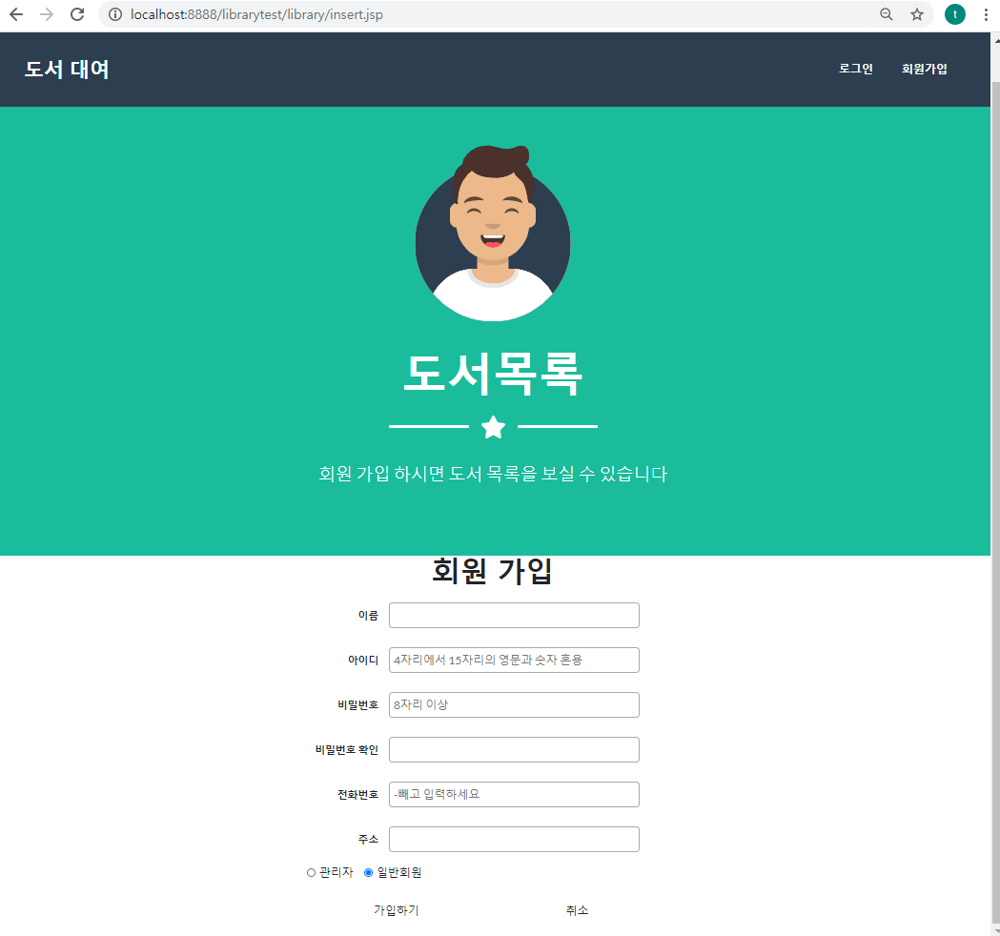 localhost:8888/librarytest/library/insert.jsp
t
도서 대여
로그인 회원가입
도서목록
회원 가입 하시면 도서 목록을 보실 수 있습니다
회원 가입
이름
아이디 4자리에서 15자리의 영문과 숫자 혼용
비밀번호 8자리 이상
비밀번호 확인
전화번호 -빼고 입력하세요
주소
관리자 일반회원
가입하기 취소